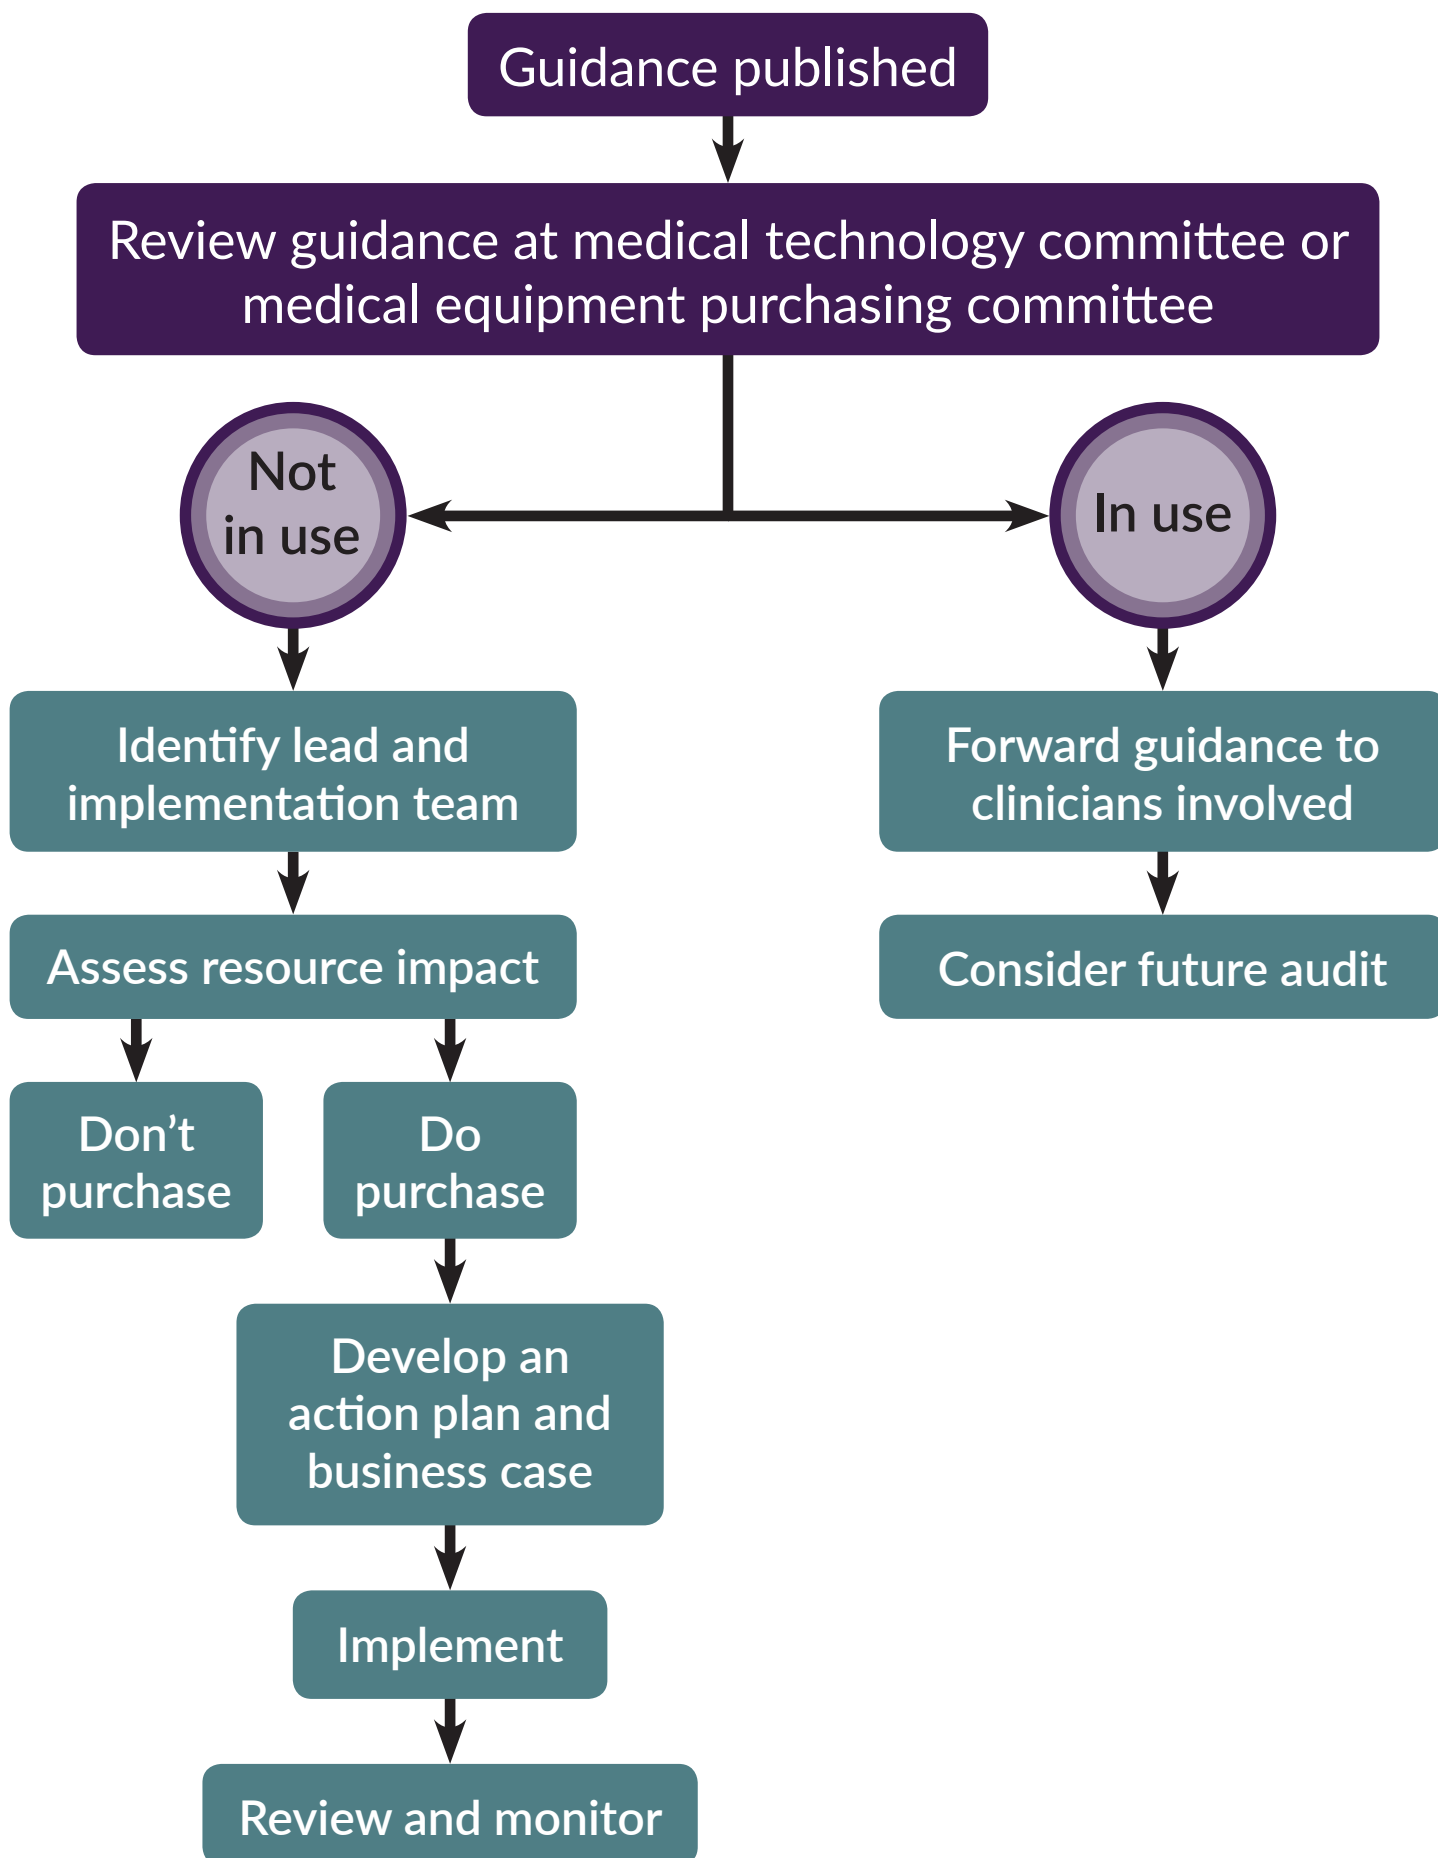 Guidance published
Review guidance at medical technology committee or
medical equipment purchasing committee
Not
in use
In use
Identify lead and
implementation team
Forward guidance to
clinicians involved
Assess resource impact
Consider future audit
Don’t
purchase
Do
purchase
Develop an
action plan and
business case
Implement
Review and monitor